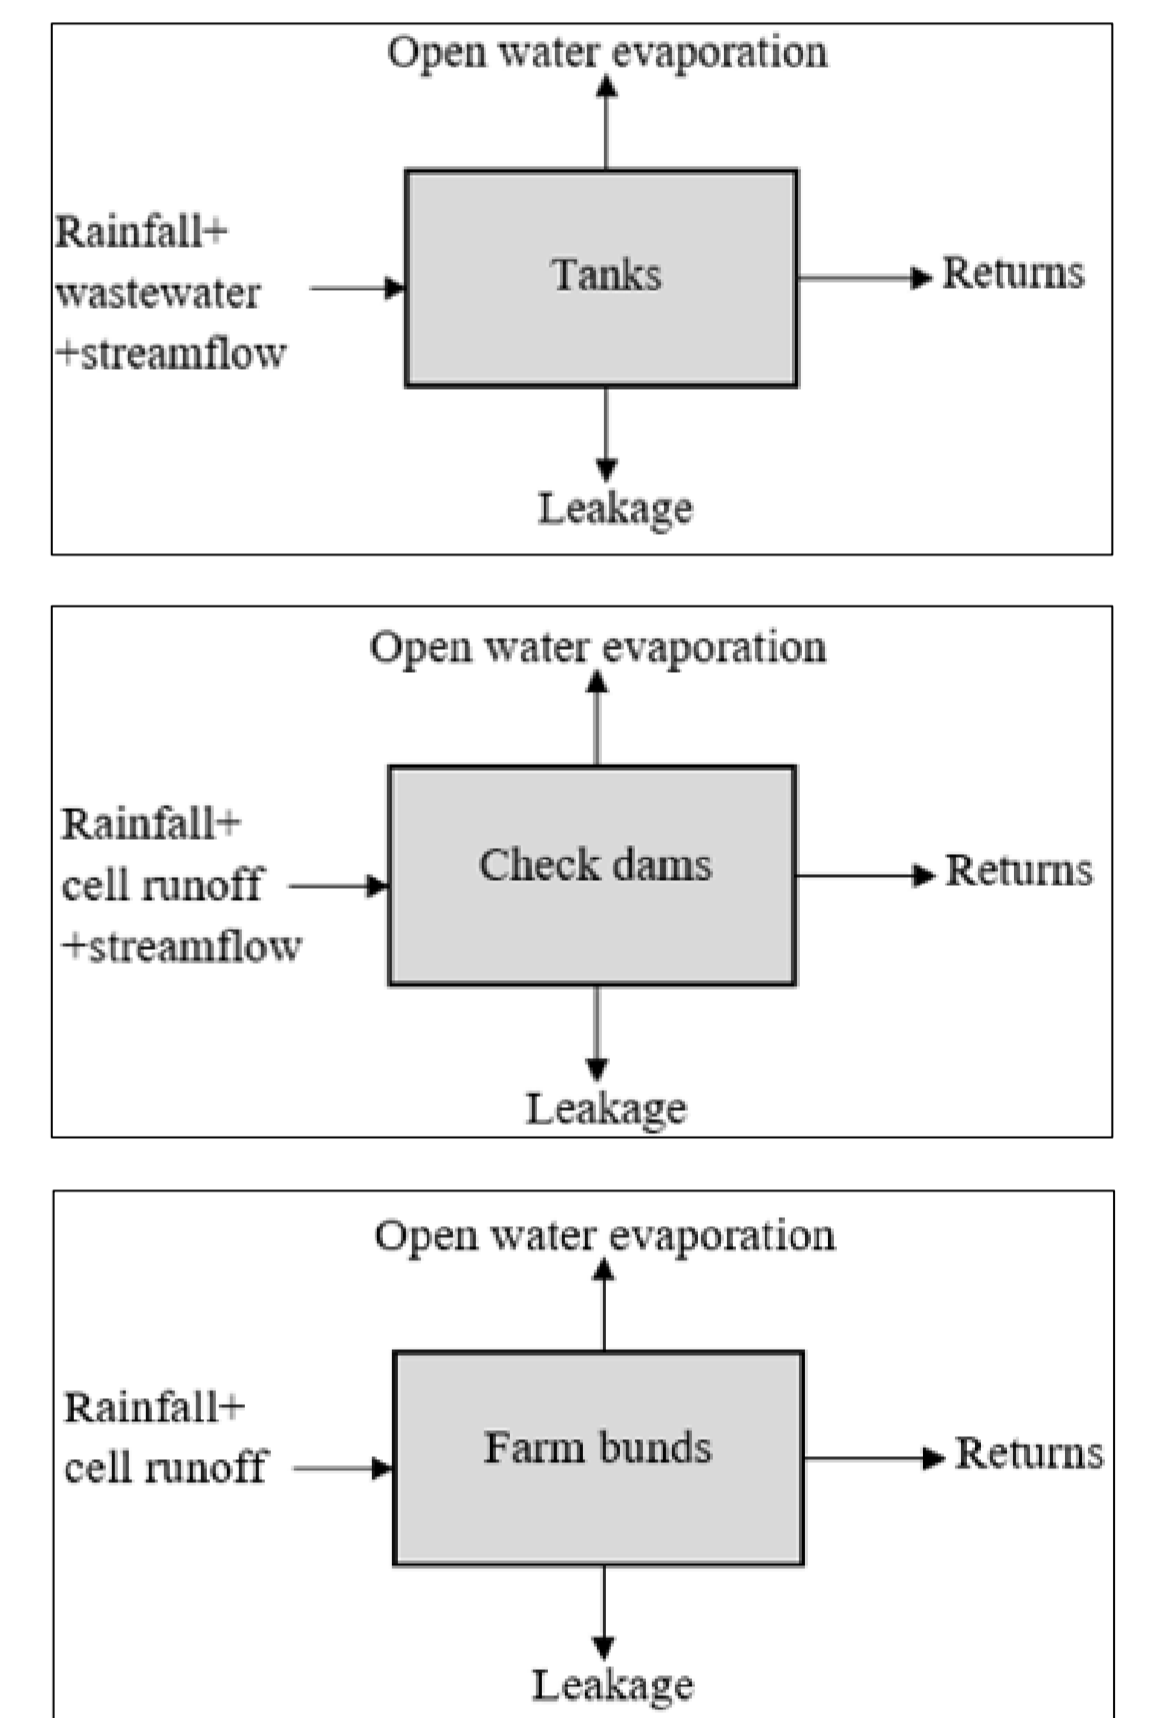 Open water evaporation
Rainfall+
wastewater
+streamflow
Tanks
Returns
Leakage
Open water evaporation
Rainfall+
cell runoff
+streamflow
Check dams
Returns
Leakage
Open water evaporation
Rainfall+
cell runoff
Farm bunds
Returns
Leakage